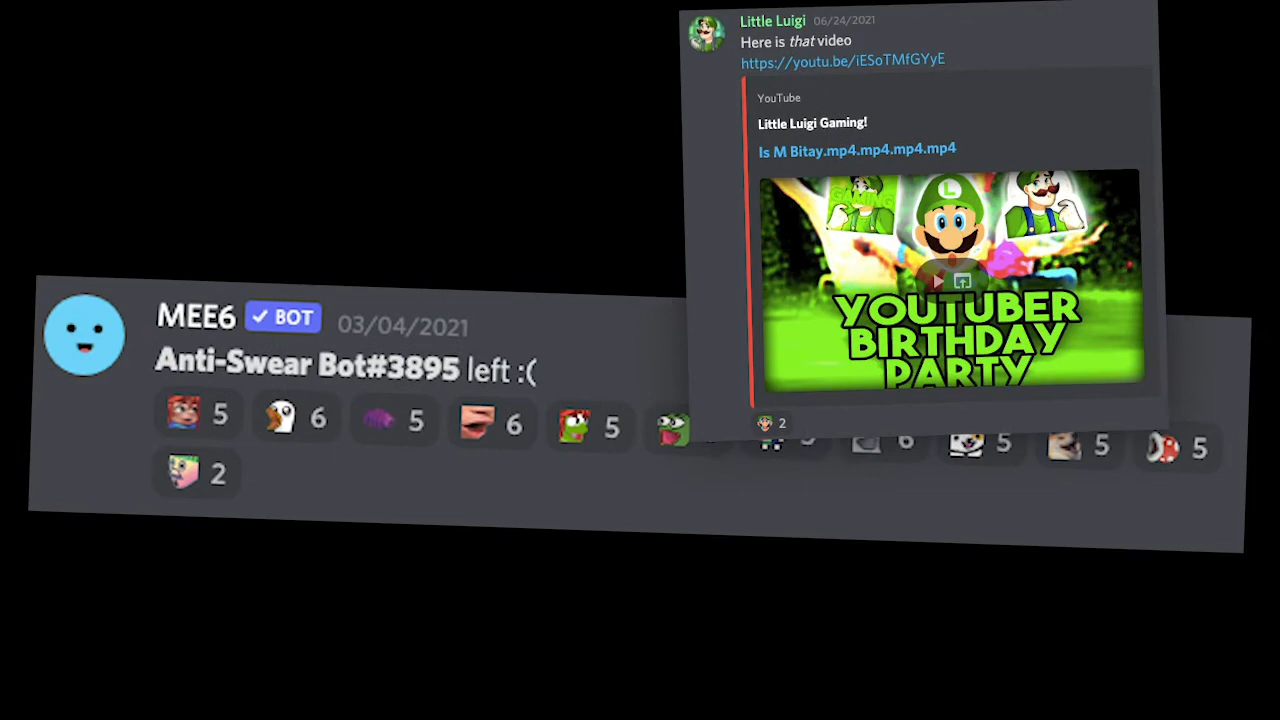 Little Luigi 06/24/2021
Here is that video
https://youtu.be/iESoTMfGYyE
YouTube
Little Luigi Gaming!
Is M Bitay.mp4.mp4.mp4.mp4
GAMING
L
YOUTUBER
BIRTHDAY
PARTY
2
MEE6 ✓ BOT 03/04/2021
Anti-Swear Bot#3895 left :(
5 6 5 6 5 6 5 5 5
2